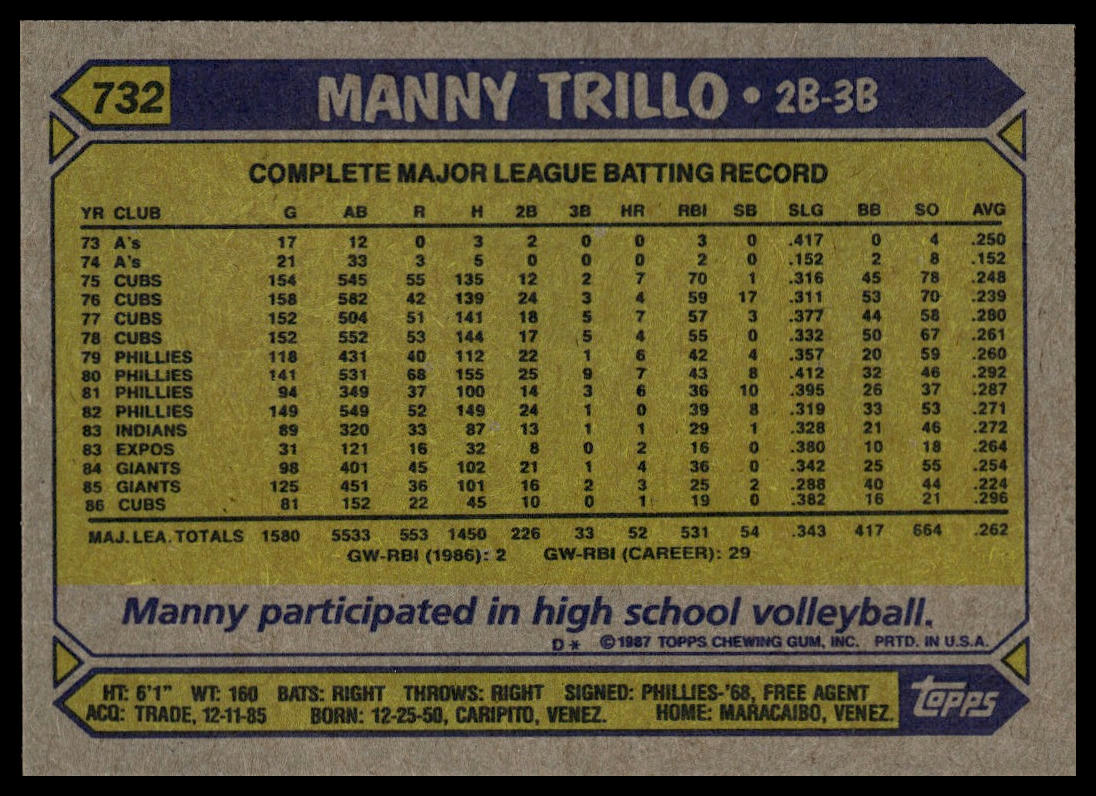 732 MANNY TRILLO • 2B-3B
COMPLETE MAJOR LEAGUE BATTING RECORD
YR CLUB G AB R H 2B 3B HR RBI SB SLG BB SO AVG
73 A's 17 12 0 3 2 0 0 3 0 .417 0 4 .250
74 A's 21 33 3 5 0 0 0 2 0 .152 2 8 .152
75 CUBS 154 545 55 135 12 2 7 70 1 .316 45 78 .248
76 CUBS 158 582 42 139 24 3 4 59 17 .311 53 70 .239
77 CUBS 152 504 51 141 18 5 7 57 3 .377 44 58 .280
78 CUBS 152 552 53 144 17 5 4 55 0 .332 50 67 .261
79 PHILLIES 118 431 40 112 22 1 6 42 4 .357 20 59 .260
80 PHILLIES 141 531 68 155 25 9 7 43 8 .412 32 46 .292
81 PHILLIES 94 349 37 100 14 3 6 36 10 .395 26 37 .287
82 PHILLIES 149 549 52 149 24 1 0 39 8 .319 33 53 .271
83 INDIANS 89 320 33 87 13 1 1 29 1 .328 21 46 .272
83 EXPOS 31 121 16 32 8 0 2 16 0 .380 10 18 .264
84 GIANTS 98 401 45 102 21 1 4 36 0 .342 25 55 .254
85 GIANTS 125 451 36 101 16 2 3 25 2 .288 40 44 .224
86 CUBS 81 152 22 45 10 0 1 19 0 .382 16 21 .296
MAJ. LEA. TOTALS 1580 5533 553 1450 226 33 52 531 54 .343 417 664 .262
GW-RBI (1986): 2 GW-RBI (CAREER): 29
Manny participated in high school volleyball.
D* ©1987 TOPPS CHEWING GUM, INC. PRTD. IN U.S.A.
HT: 6'1" WT: 160 BATS: RIGHT THROWS: RIGHT SIGNED: PHILLIES-'68, FREE AGENT
ACQ: TRADE, 12-11-85 BORN: 12-25-50, CARIPITO, VENEZ. HOME: MARACAIBO, VENEZ.
Topps